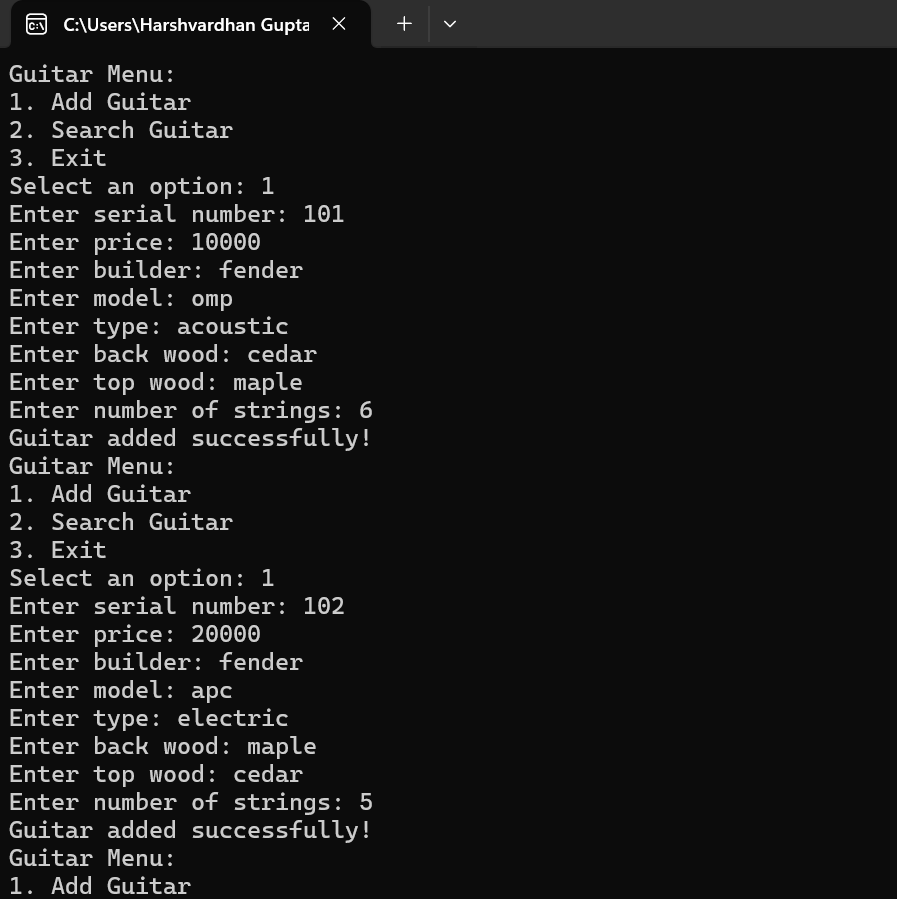 C:\Users\Harshvardhan Gupta
Guitar Menu:
1. Add Guitar
2. Search Guitar
3. Exit
Select an option: 1
Enter serial number: 101
Enter price: 10000
Enter builder: fender
Enter model: omp
Enter type: acoustic
Enter back wood: cedar
Enter top wood: maple
Enter number of strings: 6
Guitar added successfully!
Guitar Menu:
1. Add Guitar
2. Search Guitar
3. Exit
Select an option: 1
Enter serial number: 102
Enter price: 20000
Enter builder: fender
Enter model: apc
Enter type: electric
Enter back wood: maple
Enter top wood: cedar
Enter number of strings: 5
Guitar added successfully!
Guitar Menu:
1. Add Guitar